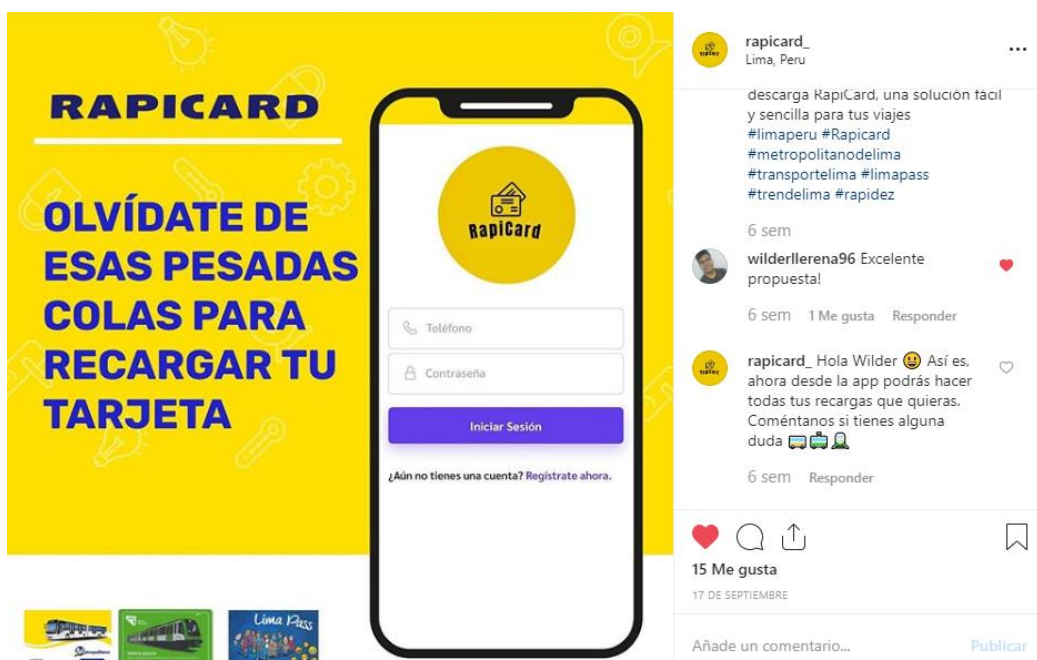 RAPICARD
OLVÍDATE DE
ESAS PESADAS
COLAS PARA
RECARGAR TU
TARJETA
RapiCard
Teléfono
Contraseña
Iniciar Sesión
¿Aún no tienes una cuenta? Regístrate ahora.
Metropolitano
Lima Pass
rapicard_
Lima, Peru
descarga RapiCard, una solución fácil
y sencilla para tus viajes
#limaperu #Rapicard
#metropolitanodelima
#transportelima #limapass
#trendelima #rapidez
6 sem
wilderllerena96 Excelente
propuesta!
6 sem 1 Me gusta Responder
rapicard_ Hola Wilder 😀 Así es,
ahora desde la app podrás hacer
todas tus recargas que quieras.
Coméntanos si tienes alguna
duda 🚌🚋🚇
6 sem Responder
15 Me gusta
17 DE SEPTIEMBRE
Añade un comentario... Publicar